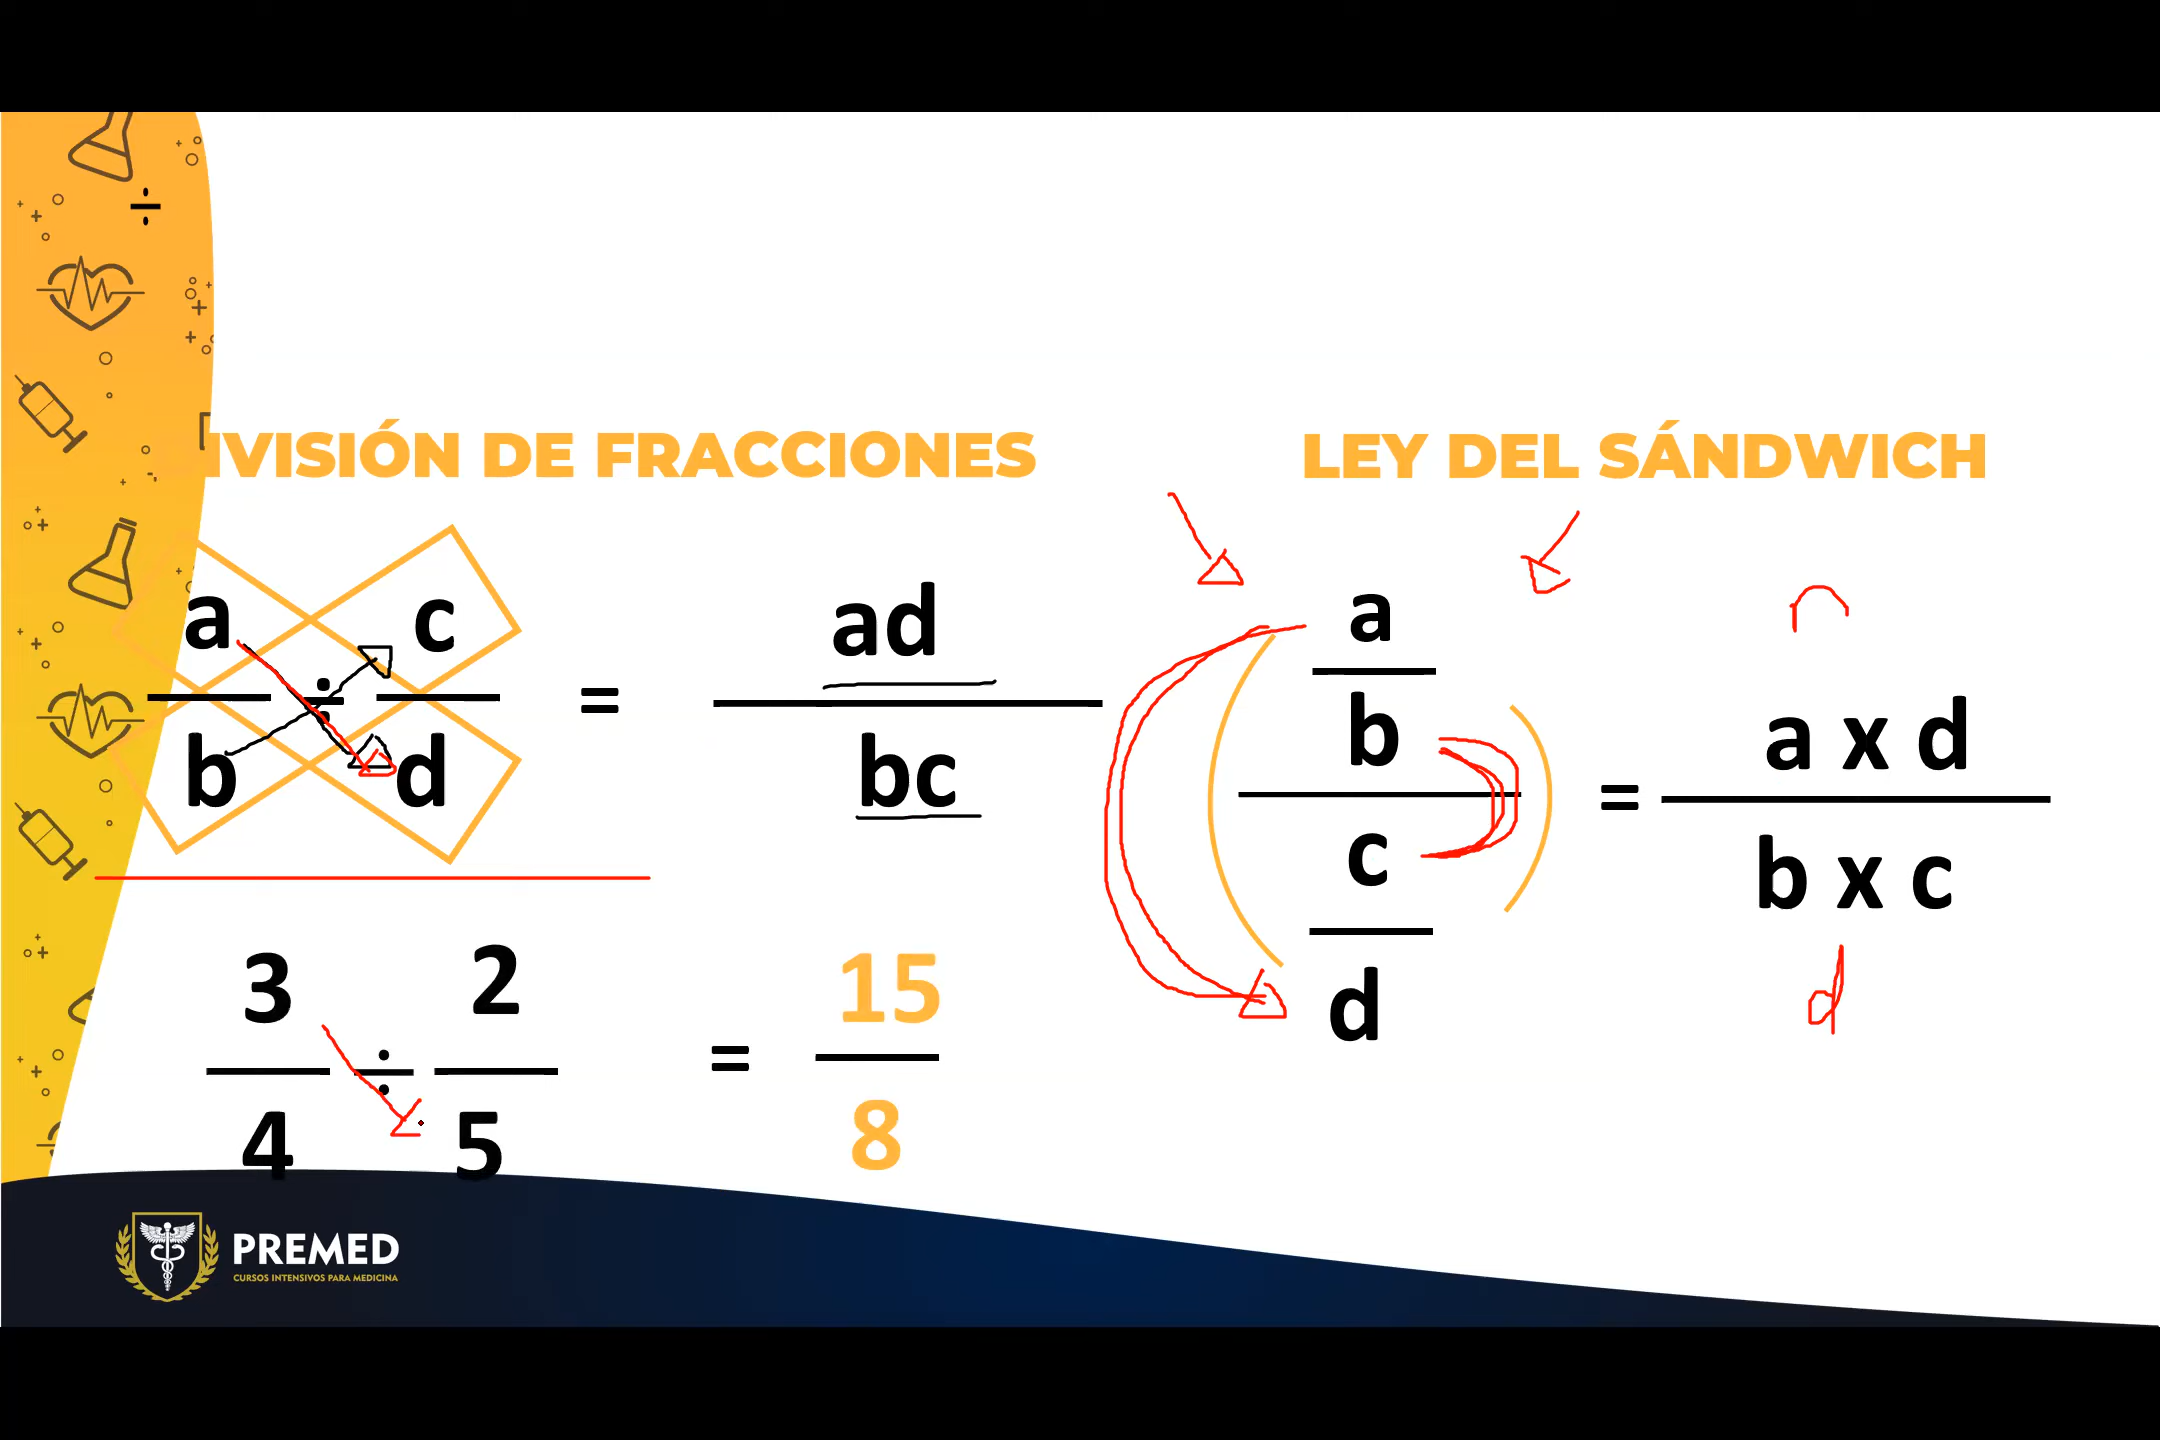 IVISIÓN DE FRACCIONES
a/b ÷ c/d = ad/bc
3/4 ÷ 2/5 = 15/8
LEY DEL SÁNDWICH
a
b
c
d
= a x d
b x c
d
PREMED
CURSOS INTENSIVOS PARA MEDICINA